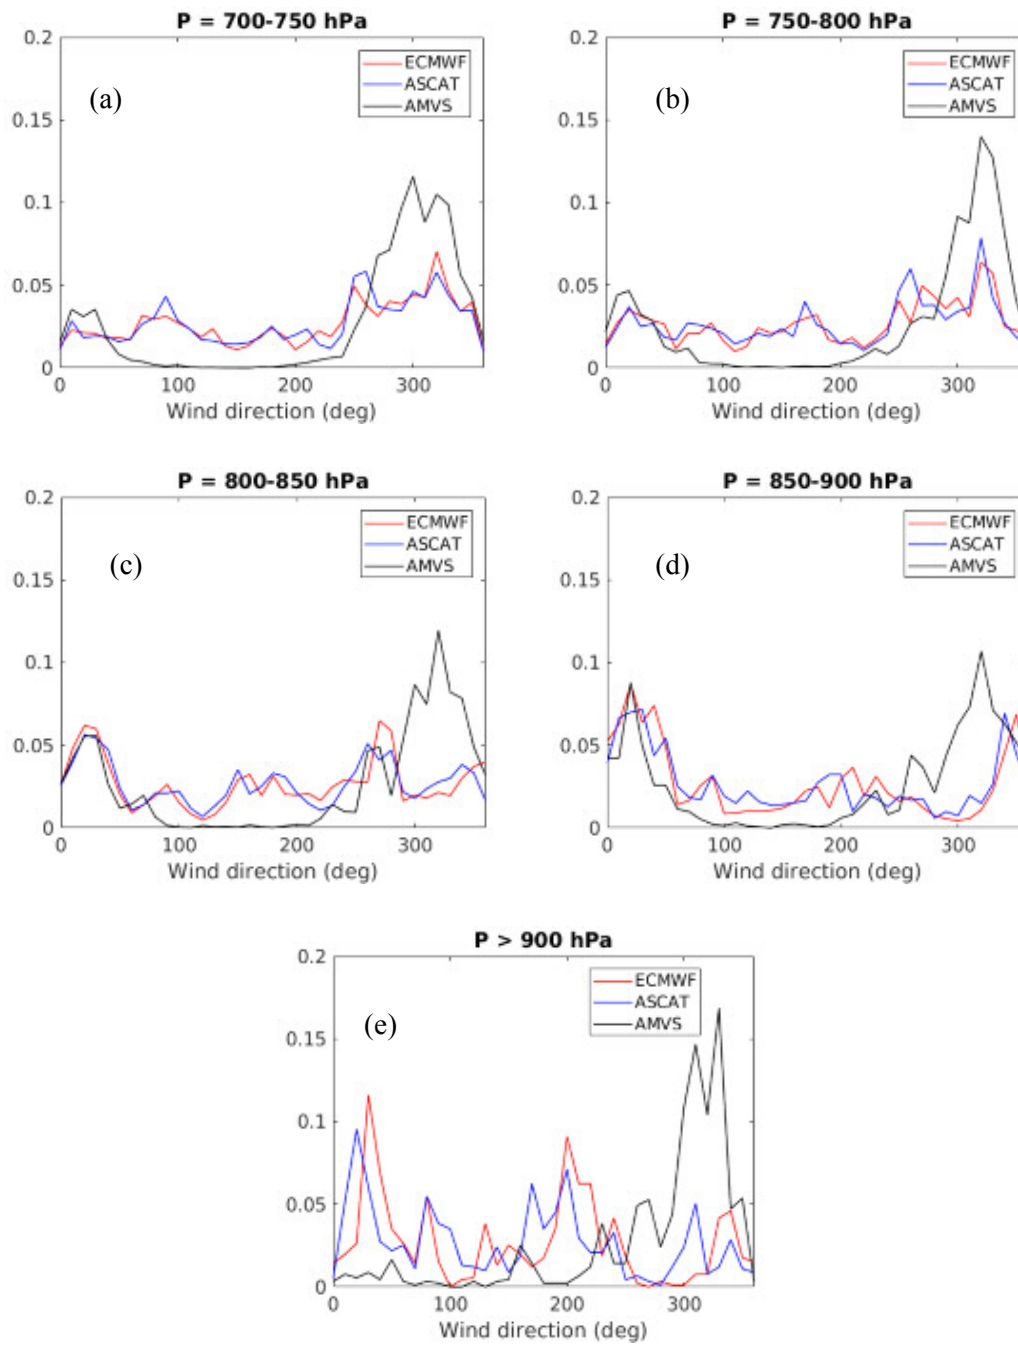 P = 700-750 hPa
0.2
0.15
0.1
0.05
0
(a)
ECMWF
ASCAT
AMVS
0 100 200 300
Wind direction (deg)
P = 750-800 hPa
0.2
0.15
0.1
0.05
0
(b)
ECMWF
ASCAT
AMVS
0 100 200 300
Wind direction (deg)
P = 800-850 hPa
0.2
0.15
0.1
0.05
0
(c)
ECMWF
ASCAT
AMVS
0 100 200 300
Wind direction (deg)
P = 850-900 hPa
0.2
0.15
0.1
0.05
0
(d)
ECMWF
ASCAT
AMVS
0 100 200 300
Wind direction (deg)
P > 900 hPa
0.2
0.15
0.1
0.05
0
(e)
ECMWF
ASCAT
AMVS
0 100 200 300
Wind direction (deg)